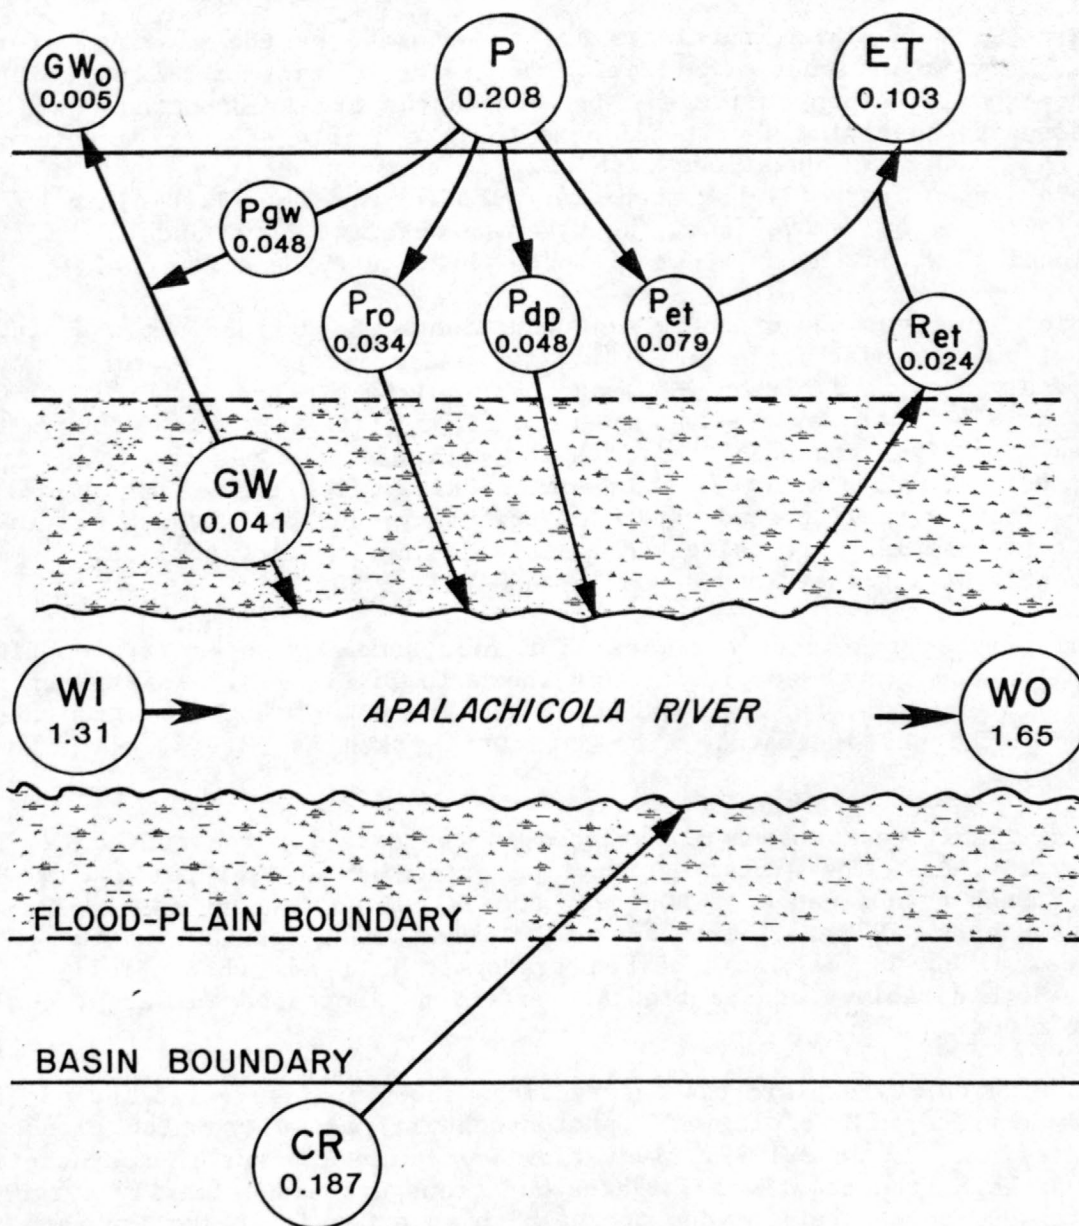 GWO
0.005
P
0.208
ET
0.103
Pgw
0.048
Pro
0.034
Pdp
0.048
Pet
0.079
Ret
0.024
GW
0.041
WI
1.31
APALACHICOLA RIVER
WO
1.65
FLOOD-PLAIN BOUNDARY
BASIN BOUNDARY
CR
0.187